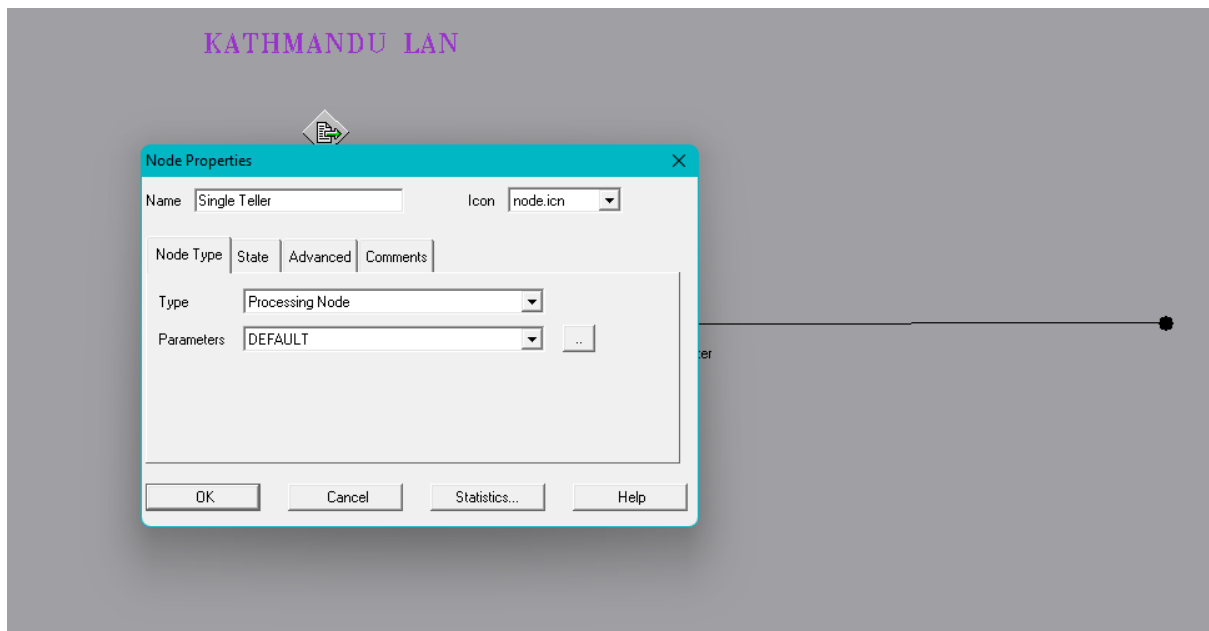 KATHMANDU LAN
Node Properties
Name Single Teller Icon node.icn
Node Type State Advanced Comments
Type Processing Node
Parameters DEFAULT ..
ter
OK Cancel Statistics... Help